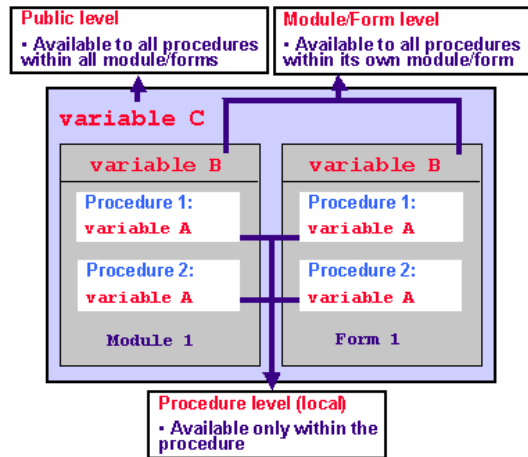 Public level
• Available to all procedures
within all module/forms
Module/Form level
• Available to all procedures
within its own module/form
variable C
variable B
Procedure 1:
variable A
Procedure 2:
variable A
Module 1
variable B
Procedure 1:
variable A
Procedure 2:
variable A
Form 1
Procedure level (local)
• Available only within the
procedure